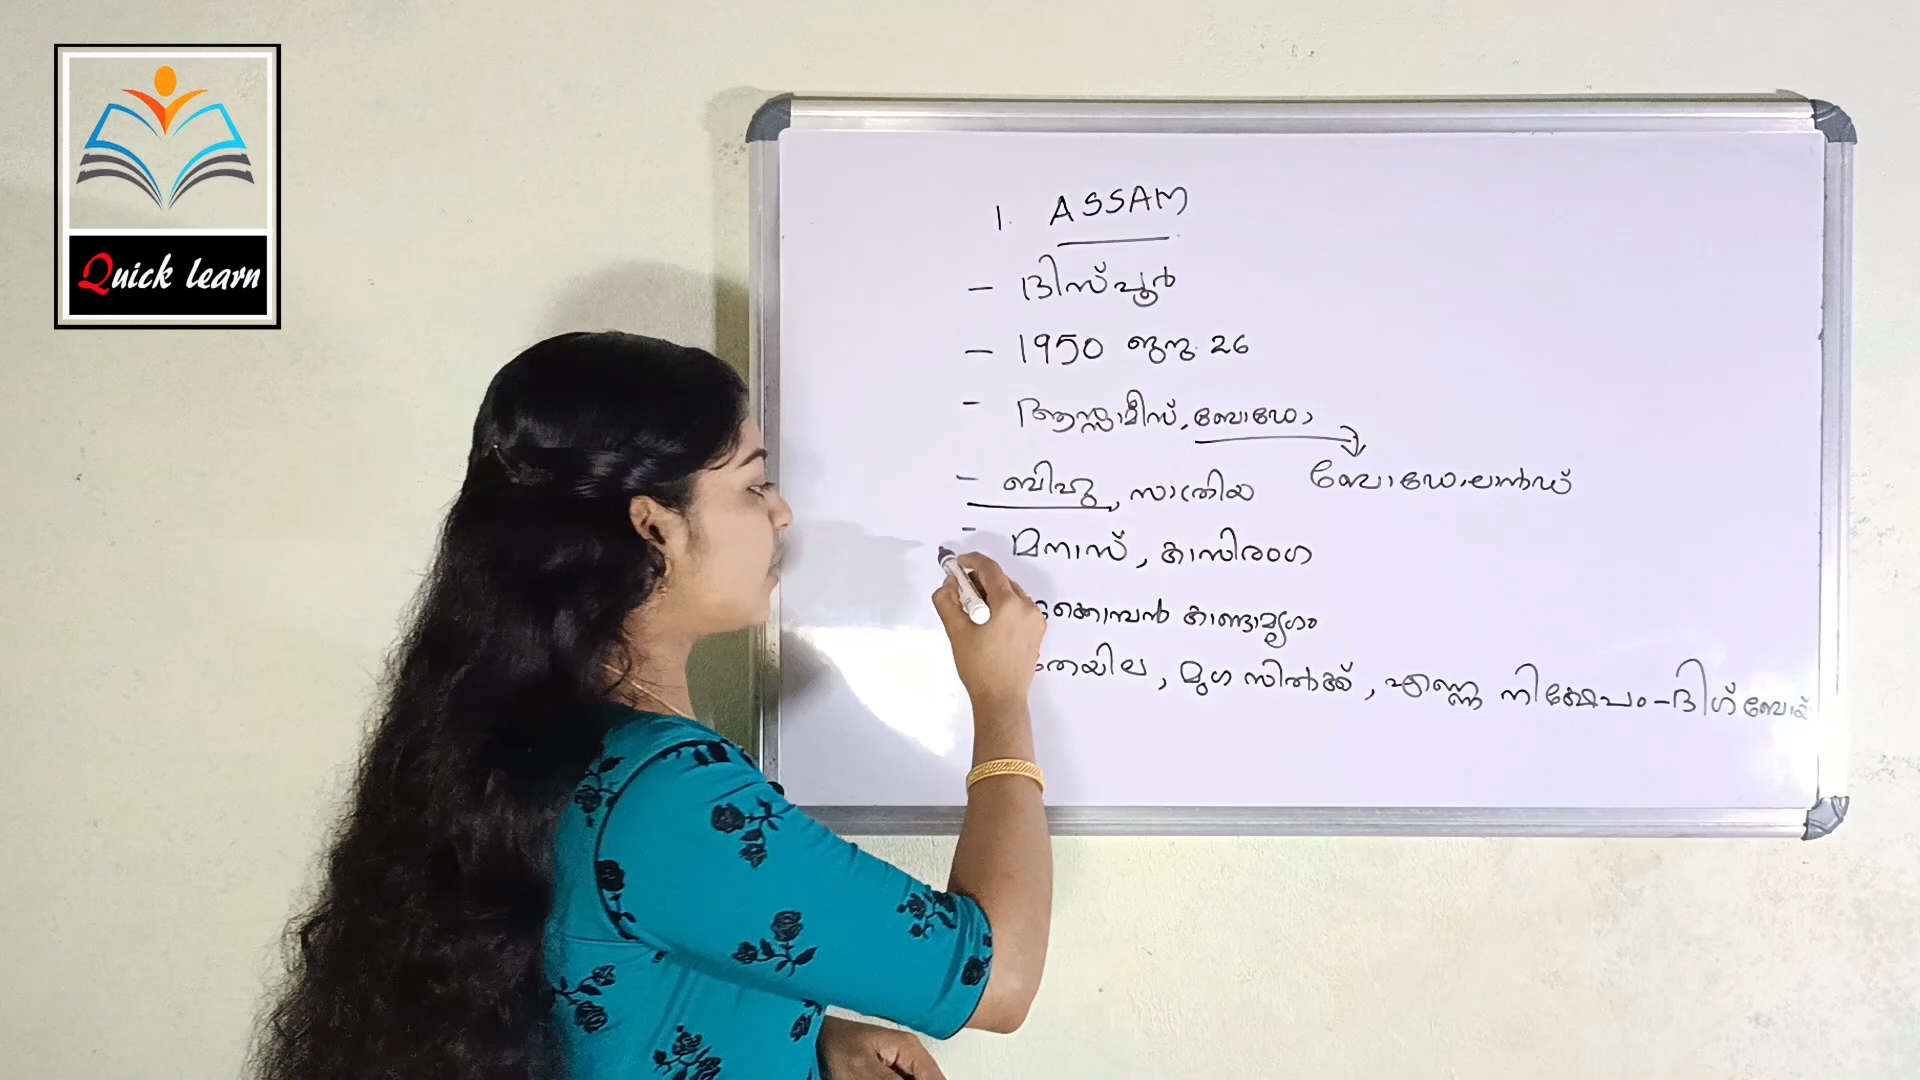 Quick learn
1. ASSAM
- ദിസ്പൂർ
- 1950 ജനു. 26
- ആസ്സാമീസ്, ബോഡോ
ബോഡോലാൻഡ്
- ബിഹു, സാത്രിയ
- മനാസ്, കാസിരംഗ
ക്കൊമ്പൻ കാണ്ടാമൃഗം
തേയില, മുഗ സിൽക്ക്, എണ്ണ നിക്ഷേപം - ദിഗ്ബോയ്